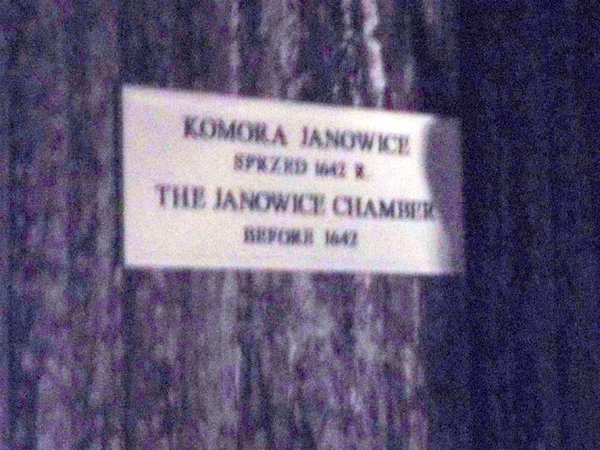 KOMORA JANOWICE
SPRZED 1642 R.
THE JANOWICE CHAMBER
BEFORE 1642